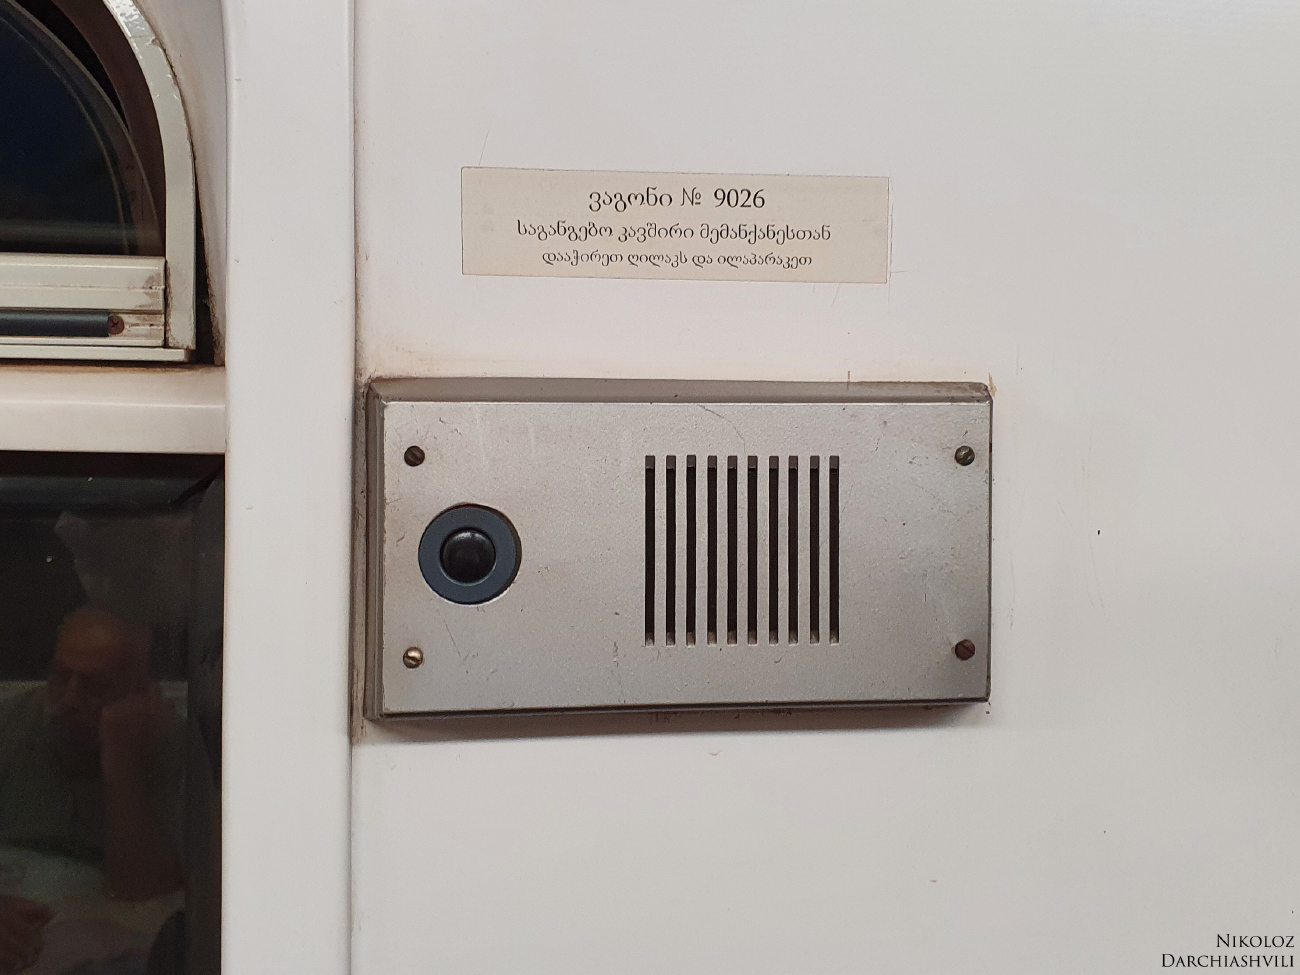 ვაგონი № 9026
საგანგებო კავშირი მემანქანესთან
დააჭირეთ ღილაკს და ილაპარაკეთ
Nikoloz
Darchiashvili